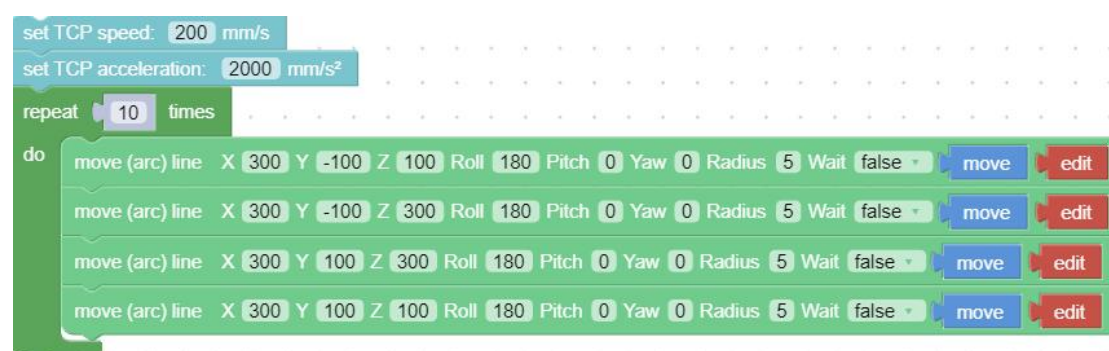 set TCP speed: 200 mm/s
set TCP acceleration: 2000 mm/s²
repeat 10 times
do move (arc) line X 300 Y -100 Z 100 Roll 180 Pitch 0 Yaw 0 Radius 5 Wait false move edit
move (arc) line X 300 Y -100 Z 300 Roll 180 Pitch 0 Yaw 0 Radius 5 Wait false move edit
move (arc) line X 300 Y 100 Z 300 Roll 180 Pitch 0 Yaw 0 Radius 5 Wait false move edit
move (arc) line X 300 Y 100 Z 100 Roll 180 Pitch 0 Yaw 0 Radius 5 Wait false move edit